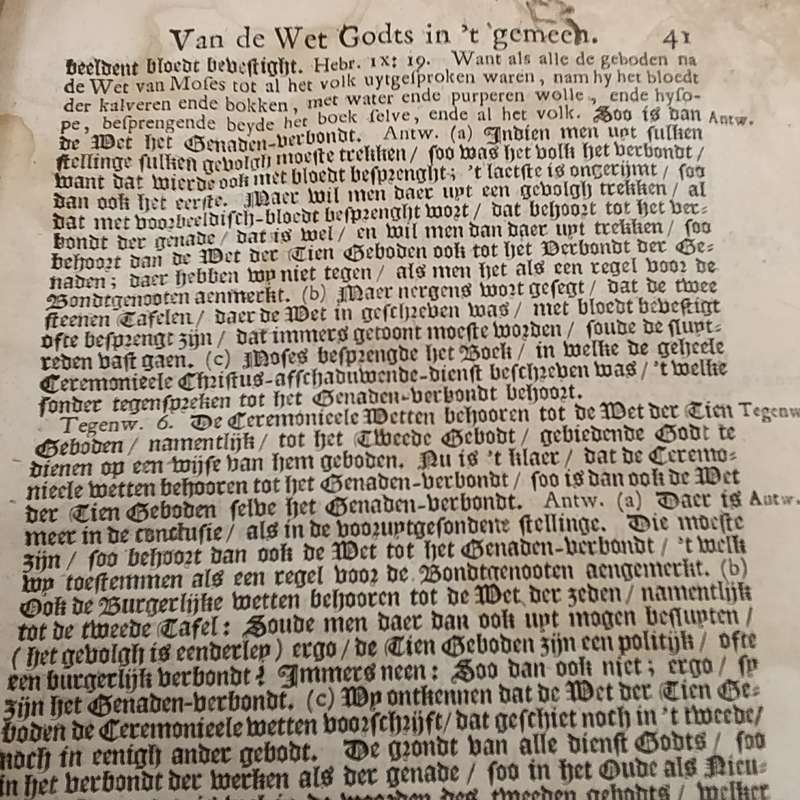 Van de Wet Godts in 't gemeen. 41
beeldent bloedt bevestight. Hebr. IX: 19. Want als alle de geboden na
de Wet van Moses tot al het volk uytgesproken waren, nam hy het bloedt
der kalveren ende bokken, met water ende purperen wolle, ende hyso-
pe, besprengende beyde het boek selve, ende al het volk. Soo is dan Antw.
de Wet het Genaden-verbondt. Antw. (a) Indien men uyt sulken
stellinge sulken gevolgh moeste trekken / soo was het volk het verbondt /
want dat wierde ook met bloedt besprenght; 't laetste is ongerijmt / soo
dan ook het eerste. Maer wil men daer uyt een gevolgh trekken / al
dat met voorbeeldisch-bloedt besprenght wort / dat behoort tot het ver-
bondt der genade / dat is wel / en wil men dan daer uyt trekken / soo
behoort dan de Wet der Tien Geboden ook tot het Verbondt der Ge-
naden; daer hebben wy niet tegen / als men het als een regel voor de
Bondtgenooten aenmerkt. (b) Maer nergens wort gesegt / dat de twee
steenen Tafelen / daer de Wet in geschreven was / met bloedt bevestigt
ofte besprengt zijn / dat immers getoont moeste worden / soude de sluyt-
reden vast gaen. (c) Moses besprengde het Boek / in welke de geheele
Ceremonieele Christus-afschaduwende-dienst beschreven was / 't welke
sonder tegenspreken tot het Genaden-verbondt behoort.
Tegenw. 6. De Ceremonieele Wetten behooren tot de Wet der Tien Tegenw
Geboden / namentlijk / tot het Tweede Gebodt / gebiedende Godt te
dienen op een wijse van hem geboden. Nu is 't klaer / dat de Ceremo-
nieele wetten behooren tot het Genaden-verbondt / soo is dan ook de Wet
der Tien Geboden selve het Genaden-verbondt. Antw. (a) Daer is Antw.
meer in de conclusie / als in de vooruytgesondene stellinge. Die moeste
zijn / soo behoort dan ook de Wet tot het Genaden-verbondt / 't welk
wy toestemmen als een regel voor de Bondtgenooten aengemerkt. (b)
Ook de Burgerlijke wetten behooren tot de Wet der zeden / namentlijk
tot de tweede Tafel: Soude men daer dan ook uyt mogen besluyten /
(het gevolgh is eenderley) ergo / de Tien Geboden zijn een politijk / ofte
een burgerlijk verbondt? Immers neen: Soo dan ook niet; ergo / sy
zijn het Genaden-verbondt. (c) Wy ontkennen dat de Wet der Tien Ge-
boden de Ceremonieele wetten voorschrijft / dat geschiet noch in 't tweede /
noch in eenigh ander gebodt. De grondt van alle dienst Godts / soo
in het verbondt der werken als der genade / soo in het Oude als Nieu-
de woorden des tweeden gebodts / welker